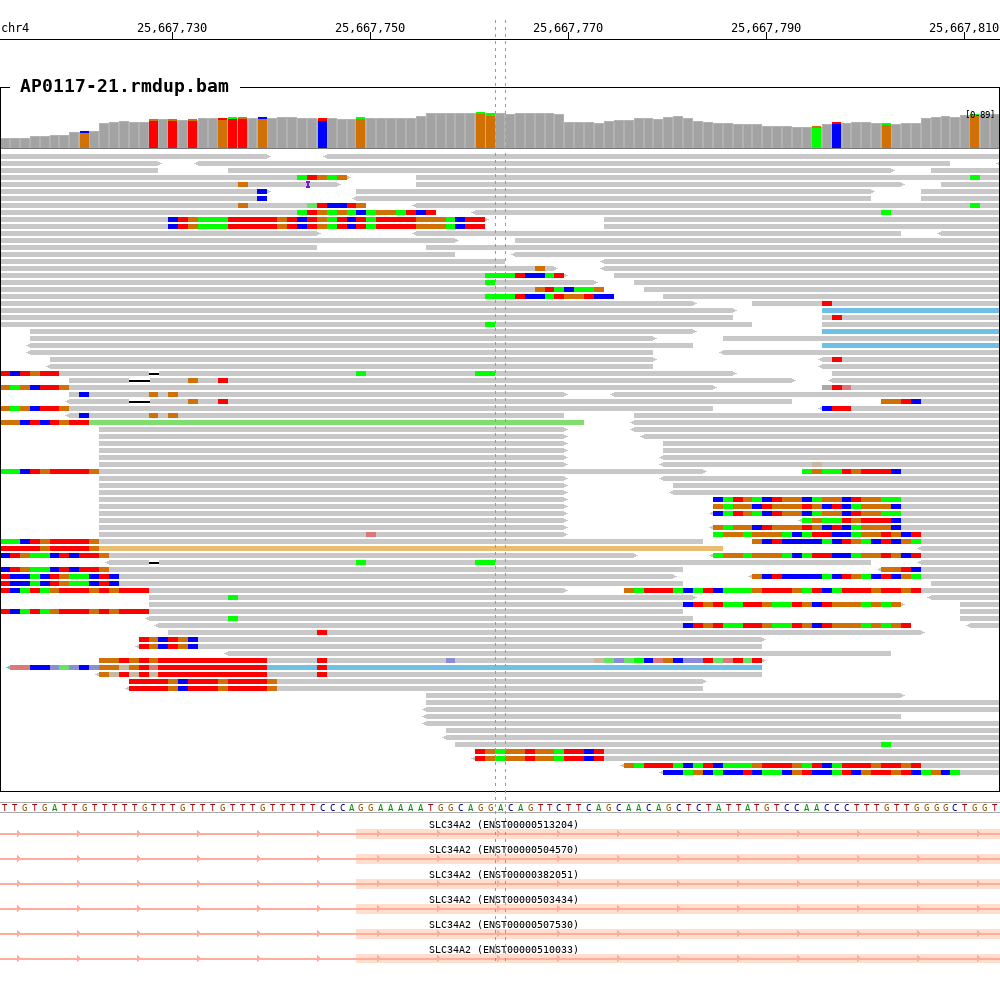 chr4 25,667,730 25,667,750 25,667,770 25,667,790 25,667,810
AP0117-21.rmdup.bam
[0-89]
TTGTGATTGTTTTTGTTTGTTTGTTTGTTTTTCCCAGGAAAAATGGCAGGACAGTTCTTCAGCAACAGCTCTATTATGTCCAACCCTTTGTTGGGGCTGGT
SLC34A2 (ENST00000513204)
SLC34A2 (ENST00000504570)
SLC34A2 (ENST00000382051)
SLC34A2 (ENST00000503434)
SLC34A2 (ENST00000507530)
SLC34A2 (ENST00000510033)